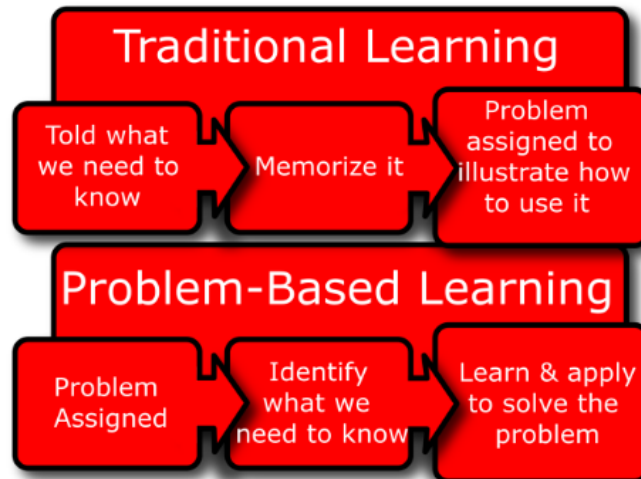 Traditional Learning
Told what
we need to
know
Memorize it
Problem
assigned to
illustrate how
to use it
Problem-Based Learning
Problem
Assigned
Identify
what we
need to know
Learn & apply
to solve the
problem